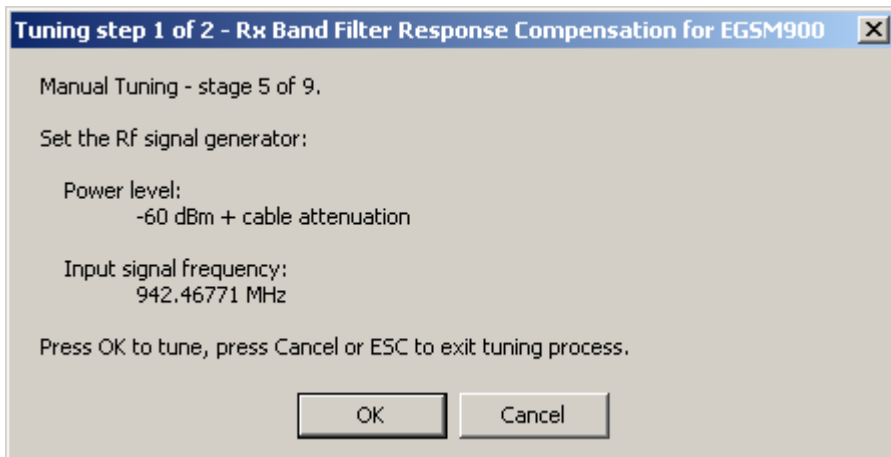 Tuning step 1 of 2 - Rx Band Filter Response Compensation for EGSM900
Manual Tuning - stage 5 of 9.
Set the Rf signal generator:
Power level:
-60 dBm + cable attenuation
Input signal frequency:
942.46771 MHz
Press OK to tune, press Cancel or ESC to exit tuning process.
OK
Cancel